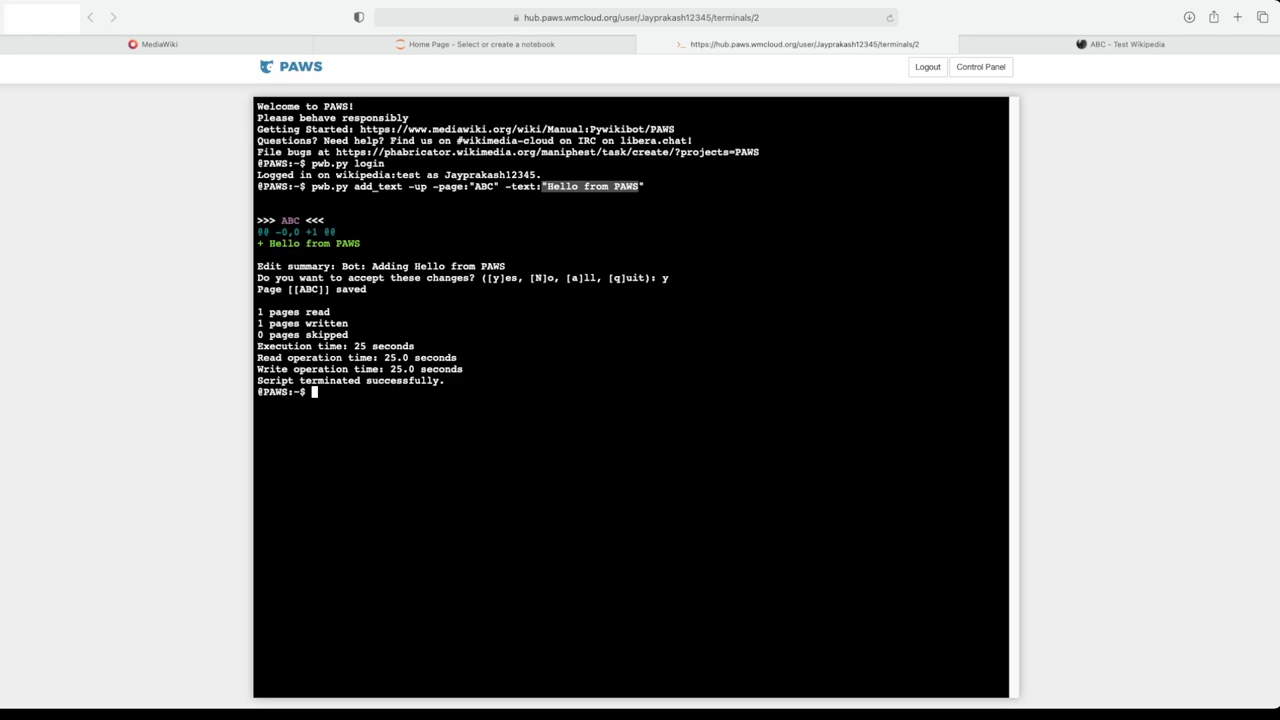 hub.paws.wmcloud.org/user/Jayprakash12345/terminals/2
MediaWiki
Home Page - Select or create a notebook
https://hub.paws.wmcloud.org/user/Jayprakash12345/terminals/2
ABC - Test Wikipedia
PAWS
Logout
Control Panel
Welcome to PAWS!
Please behave responsibly
Getting Started: https://www.mediawiki.org/wiki/Manual:Pywikibot/PAWS
Questions? Need help? Find us on #wikimedia-cloud on IRC on libera.chat!
File bugs at https://phabricator.wikimedia.org/maniphest/task/create/?projects=PAWS
@PAWS:~$ pwb.py login
Logged in on wikipedia:test as Jayprakash12345.
@PAWS:~$ pwb.py add_text -up -page:"ABC" -text:"Hello from PAWS"
>>> ABC <<<
@@ -0,0 +1 @@
+ Hello from PAWS
Edit summary: Bot: Adding Hello from PAWS
Do you want to accept these changes? ([y]es, [N]o, [a]ll, [q]uit): y
Page [[ABC]] saved
1 pages read
1 pages written
0 pages skipped
Execution time: 25 seconds
Read operation time: 25.0 seconds
Write operation time: 25.0 seconds
Script terminated successfully.
@PAWS:~$